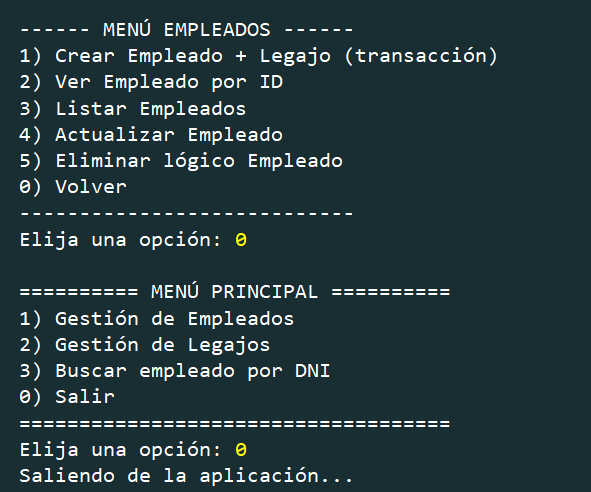 ------ MENÚ EMPLEADOS ------
1) Crear Empleado + Legajo (transacción)
2) Ver Empleado por ID
3) Listar Empleados
4) Actualizar Empleado
5) Eliminar lógico Empleado
0) Volver
----------------------------
Elija una opción: 0
========== MENÚ PRINCIPAL ==========
1) Gestión de Empleados
2) Gestión de Legajos
3) Buscar empleado por DNI
0) Salir
====================================
Elija una opción: 0
Saliendo de la aplicación...